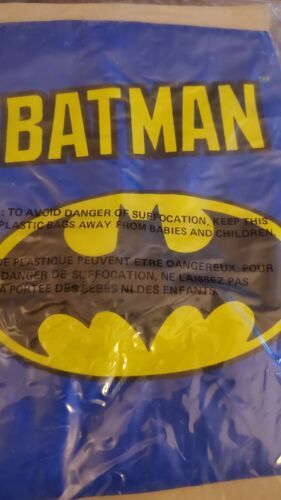 BATMAN
TM
: TO AVOID DANGER OF SUFFOCATION, KEEP THIS
PLASTIC BAGS AWAY FROM BABIES AND CHILDREN.
DE PLASTIQUE PEUVENT ETRE DANGEREUX. POUR
DANGER DE SUFFOCATION, NE LAISSEZ PAS
A PORTEE DES BEBES NI DES ENFANTS.